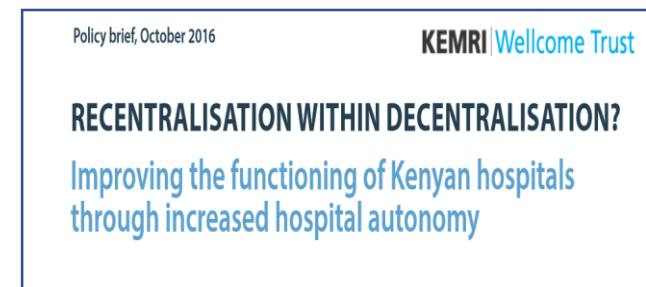 Policy brief, October 2016
KEMRI Wellcome Trust
RECENTRALISATION WITHIN DECENTRALISATION?
Improving the functioning of Kenyan hospitals
through increased hospital autonomy